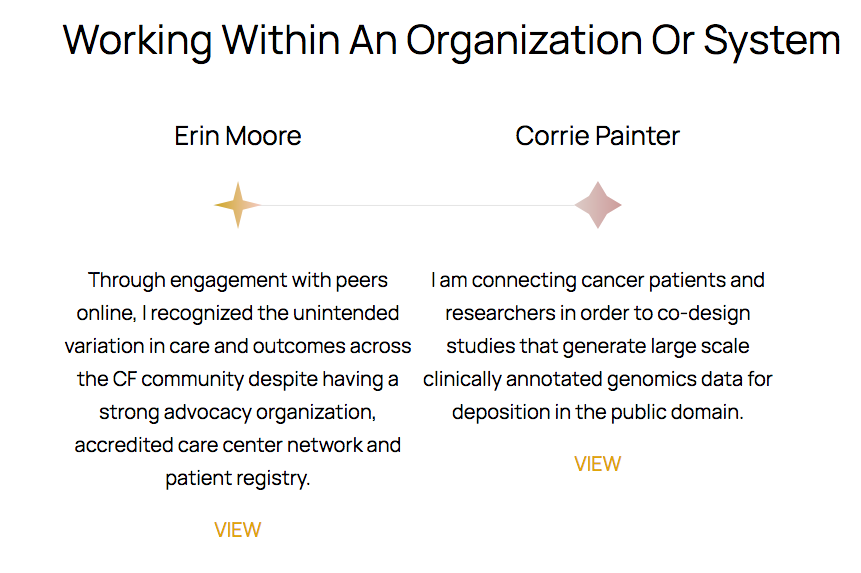 Working Within An Organization Or System
Erin Moore
Corrie Painter
Through engagement with peers
online, I recognized the unintended
variation in care and outcomes across
the CF community despite having a
strong advocacy organization,
accredited care center network and
patient registry.
VIEW
I am connecting cancer patients and
researchers in order to co-design
studies that generate large scale
clinically annotated genomics data for
deposition in the public domain.
VIEW